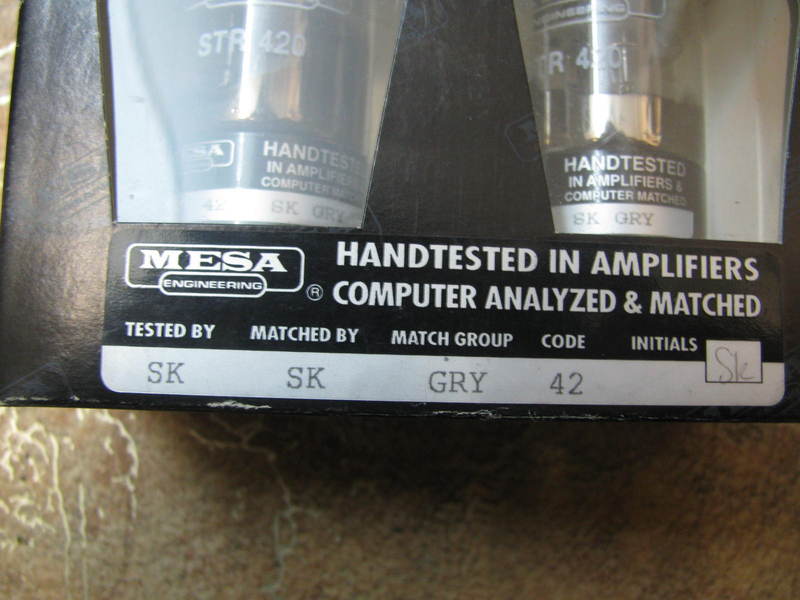 STR 420
MESA
HANDTESTED
IN AMPLIFIERS
COMPUTER
42 SK GRY
ENGINEERING
TR 420
HANDTESTED
IN AMPLIFIERS &
COMPUTER MATCHED
SK GRY
MESA
ENGINEERING
®
HANDTESTED IN AMPLIFIERS
COMPUTER ANALYZED & MATCHED
TESTED BY MATCHED BY MATCH GROUP CODE INITIALS
SK SK GRY 42 SK